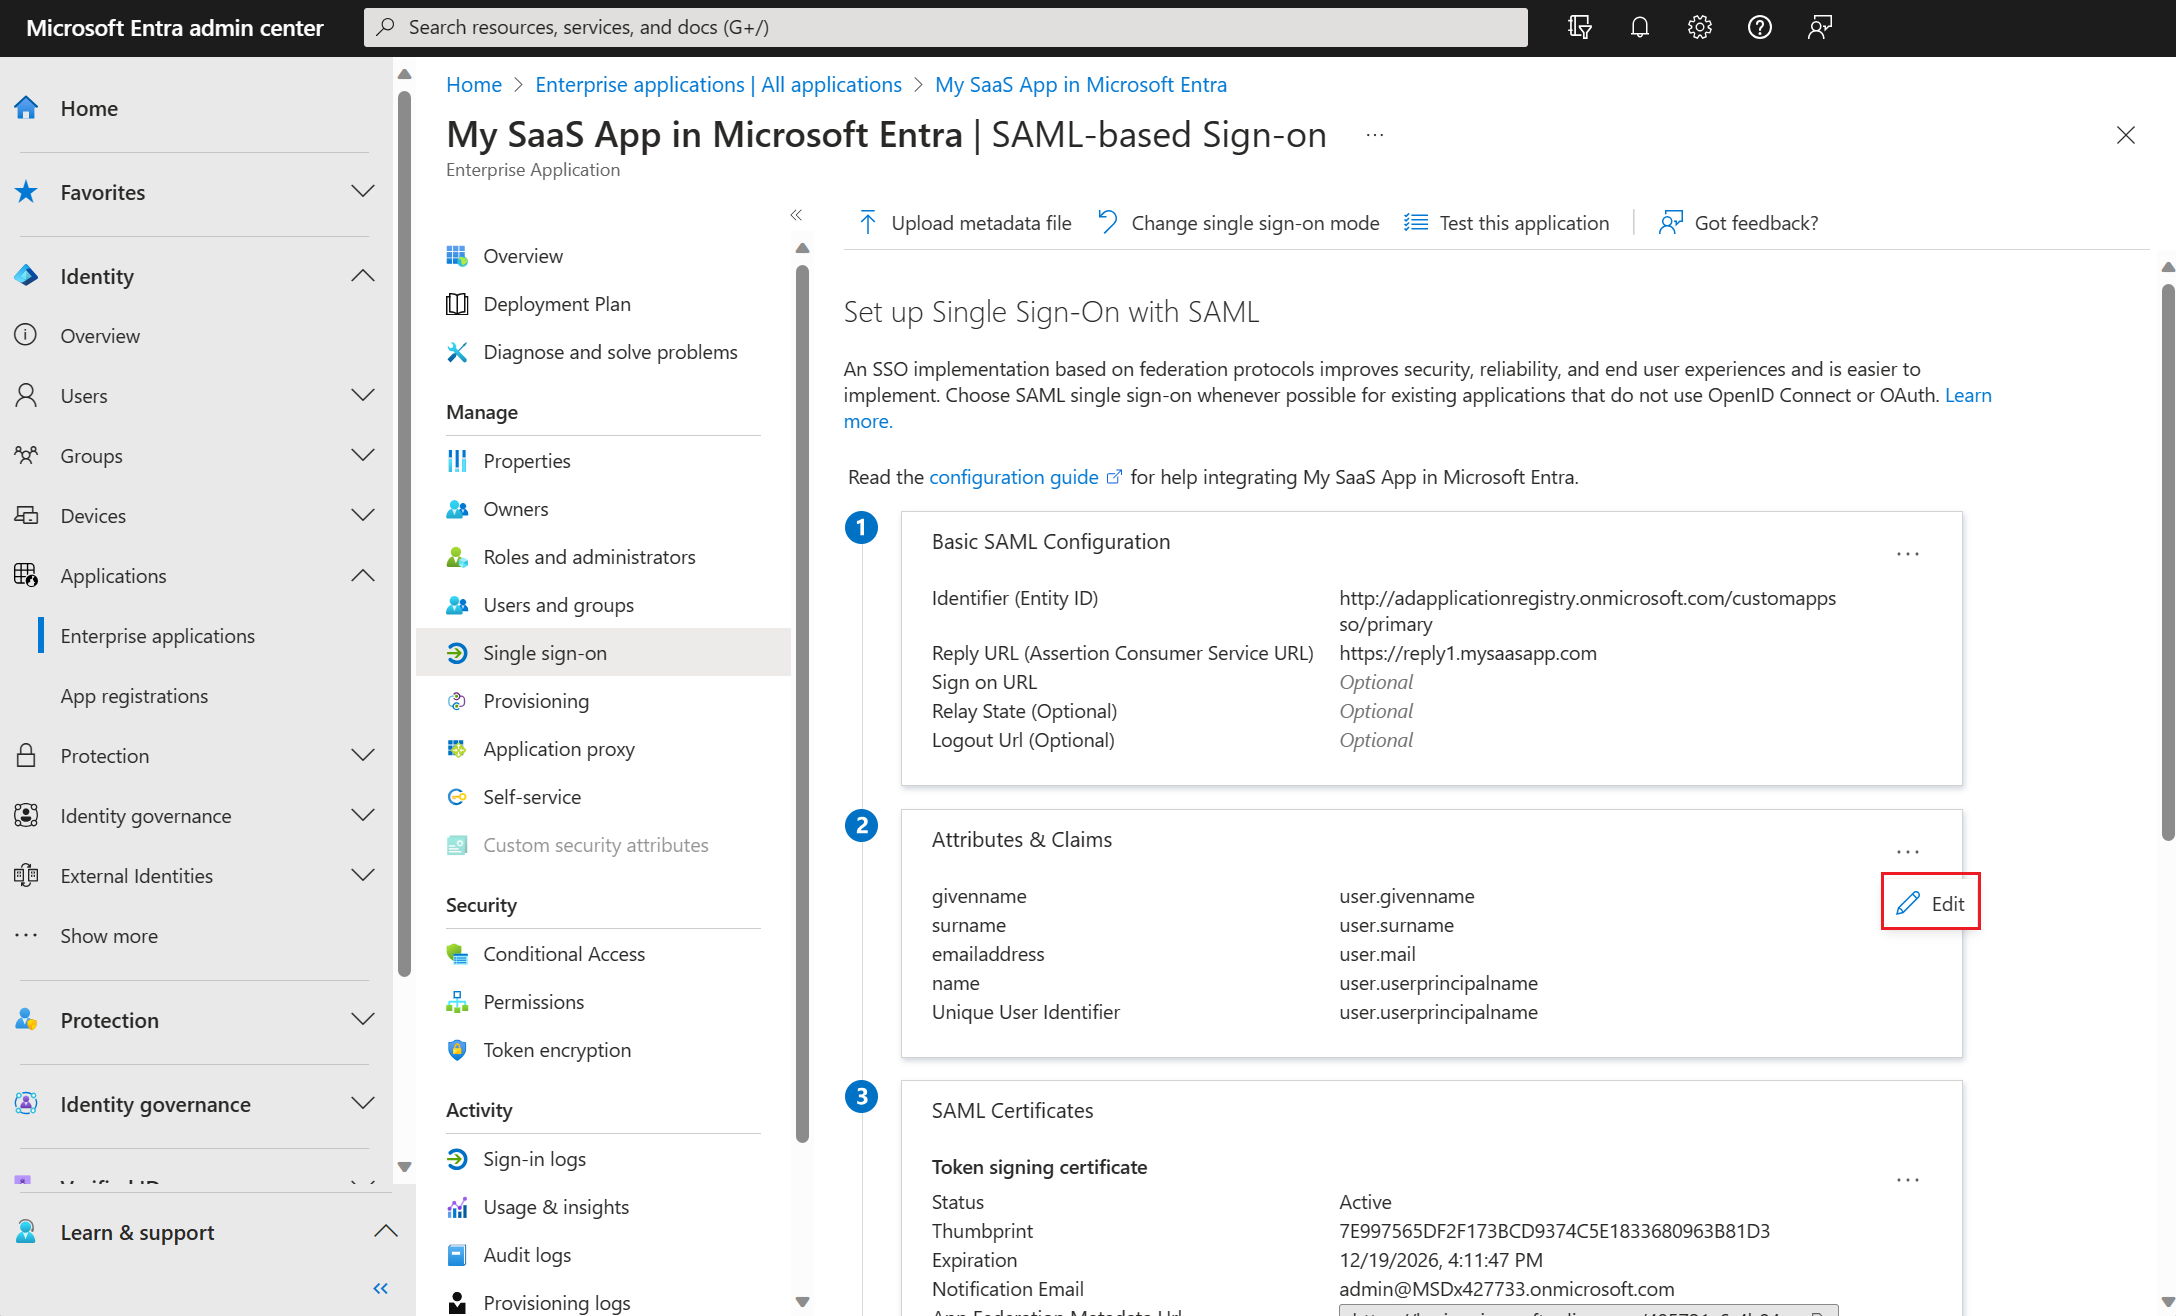 Microsoft Entra admin center
Search resources, services, and docs (G+/)
Home
Favorites
Identity
Overview
Users
Groups
Devices
Applications
Enterprise applications
App registrations
Protection
Identity governance
External Identities
Show more
Protection
Identity governance
Learn & support
Home > Enterprise applications | All applications > My SaaS App in Microsoft Entra
My SaaS App in Microsoft Entra | SAML-based Sign-on ...
Enterprise Application
Overview
Deployment Plan
Diagnose and solve problems
Manage
Properties
Owners
Roles and administrators
Users and groups
Single sign-on
Provisioning
Application proxy
Self-service
Custom security attributes
Security
Conditional Access
Permissions
Token encryption
Activity
Sign-in logs
Usage & insights
Audit logs
Provisioning logs
Upload metadata file Change single sign-on mode Test this application Got feedback?
Set up Single Sign-On with SAML
An SSO implementation based on federation protocols improves security, reliability, and end user experiences and is easier to
implement. Choose SAML single sign-on whenever possible for existing applications that do not use OpenID Connect or OAuth. Learn
more.
Read the configuration guide for help integrating My SaaS App in Microsoft Entra.
1
Basic SAML Configuration
Identifier (Entity ID) http://adapplicationregistry.onmicrosoft.com/customapps
so/primary
Reply URL (Assertion Consumer Service URL) https://reply1.mysaasapp.com
Sign on URL Optional
Relay State (Optional) Optional
Logout Url (Optional) Optional
2
Attributes & Claims
Edit
givenname user.givenname
surname user.surname
emailaddress user.mail
name user.userprincipalname
Unique User Identifier user.userprincipalname
3
SAML Certificates
Token signing certificate
Status Active
Thumbprint 7E997565DF2F173BCD9374C5E1833680963B81D3
Expiration 12/19/2026, 4:11:47 PM
Notification Email admin@MSDx427733.onmicrosoft.com